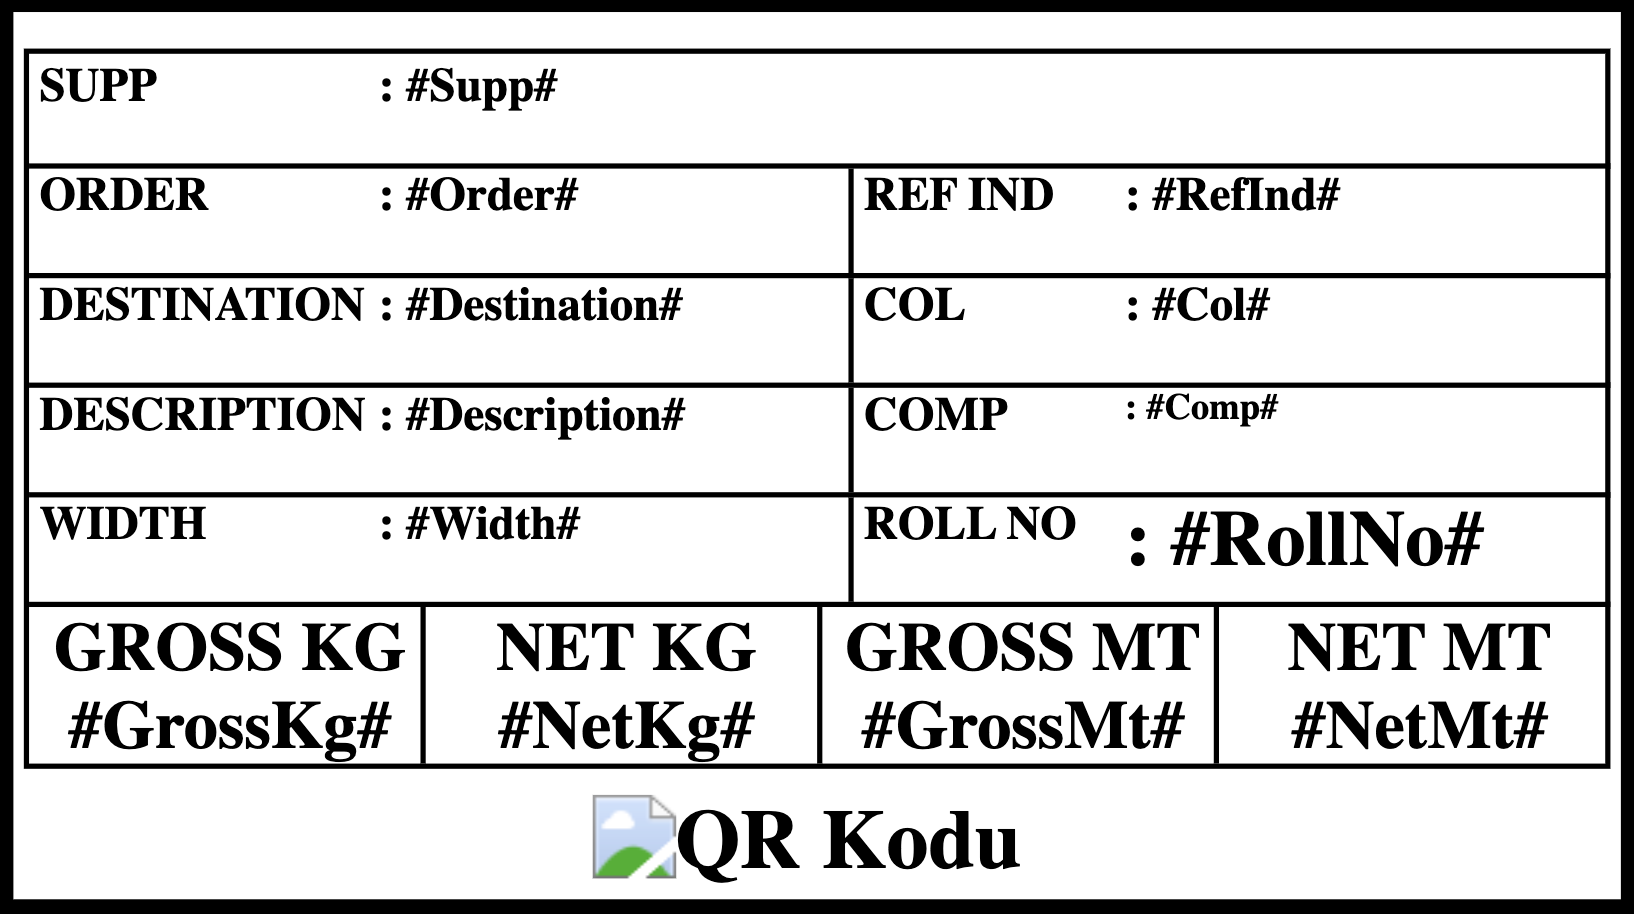 SUPP : #Supp#
ORDER : #Order# REF IND : #RefInd#
DESTINATION : #Destination# COL : #Col#
DESCRIPTION : #Description# COMP : #Comp#
WIDTH : #Width# ROLL NO : #RollNo#
GROSS KG NET KG GROSS MT NET MT
#GrossKg# #NetKg# #GrossMt# #NetMt#
QR Kodu